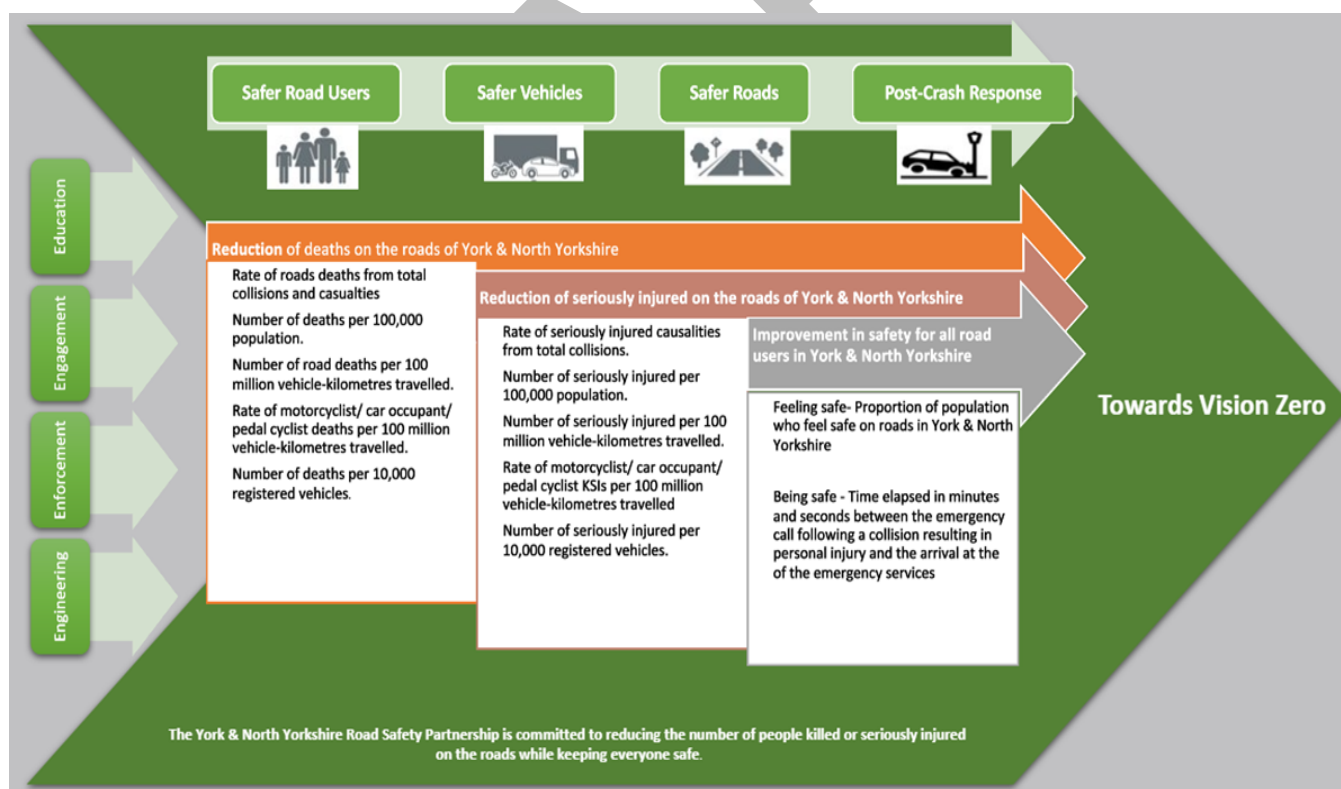 Safer Road Users
Safer Vehicles
Safer Roads
Post-Crash Response
Education
Engagement
Enforcement
Engineering
Reduction of deaths on the roads of York & North Yorkshire
Rate of roads deaths from total
collisions and casualties
Number of deaths per 100,000
population.
Number of road deaths per 100
million vehicle-kilometres travelled.
Rate of motorcyclist/ car occupant/
pedal cyclist deaths per 100 million
vehicle-kilometres travelled.
Number of deaths per 10,000
registered vehicles.
Reduction of seriously injured on the roads of York & North Yorkshire
Rate of seriously injured causalities
from total collisions.
Number of seriously injured per
100,000 population.
Number of seriously injured per 100
million vehicle-kilometres travelled.
Rate of motorcyclist/ car occupant/
pedal cyclist KSIs per 100 million
vehicle-kilometres travelled
Number of seriously injured per
10,000 registered vehicles.
Improvement in safety for all road
users in York & North Yorkshire
Feeling safe- Proportion of population
who feel safe on roads in York & North
Yorkshire
Being safe - Time elapsed in minutes
and seconds between the emergency
call following a collision resulting in
personal injury and the arrival at the
of the emergency services
Towards Vision Zero
The York & North Yorkshire Road Safety Partnership is committed to reducing the number of people killed or seriously injured
on the roads while keeping everyone safe.